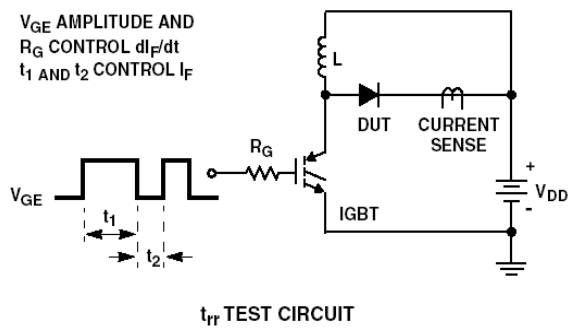 VGE AMPLITUDE AND
RG CONTROL dIF/dt
t1 AND t2 CONTROL IF
L
DUT
CURRENT
SENSE
RG
+
VDD
-
VGE
IGBT
t1
t2
trr TEST CIRCUIT